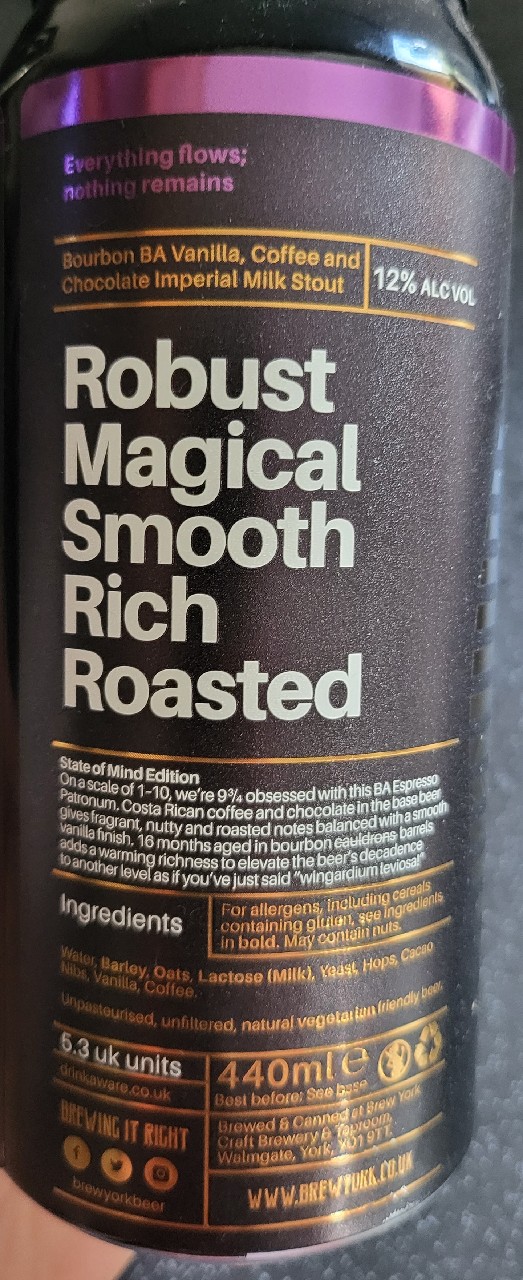 Everything flows;
nothing remains
Bourbon BA Vanilla, Coffee and
Chocolate Imperial Milk Stout
12% ALC VOL
Robust
Magical
Smooth
Rich
Roasted
State of Mind Edition
On a scale of 1-10, we're 9¾ obsessed with this BA Espresso
Patronum. Costa Rican coffee and chocolate in the base beer
gives fragrant, nutty and roasted notes balanced with a smooth
vanilla finish. 16 months aged in bourbon cauldrons barrels
adds a warming richness to elevate the beer's decadence
to another level as if you've just said "wingardium leviosa!"
Ingredients
For allergens, including cereals
containing gluten, see ingredients
in bold. May contain nuts.
Water, Barley, Oats, Lactose (Milk), Yeast, Hops, Cacao
Nibs, Vanilla, Coffee.
Unpasteurised, unfiltered, natural vegetarian friendly beer.
5.3 uk units
drinkaware.co.uk
440ml e
Best before: See base
BREWING IT RIGHT
brewyorkbeer
Brewed & Canned at Brew York
Craft Brewery & Taproom,
Walmgate, York, YO1 9TT.
WWW.BREWYORK.CO.UK